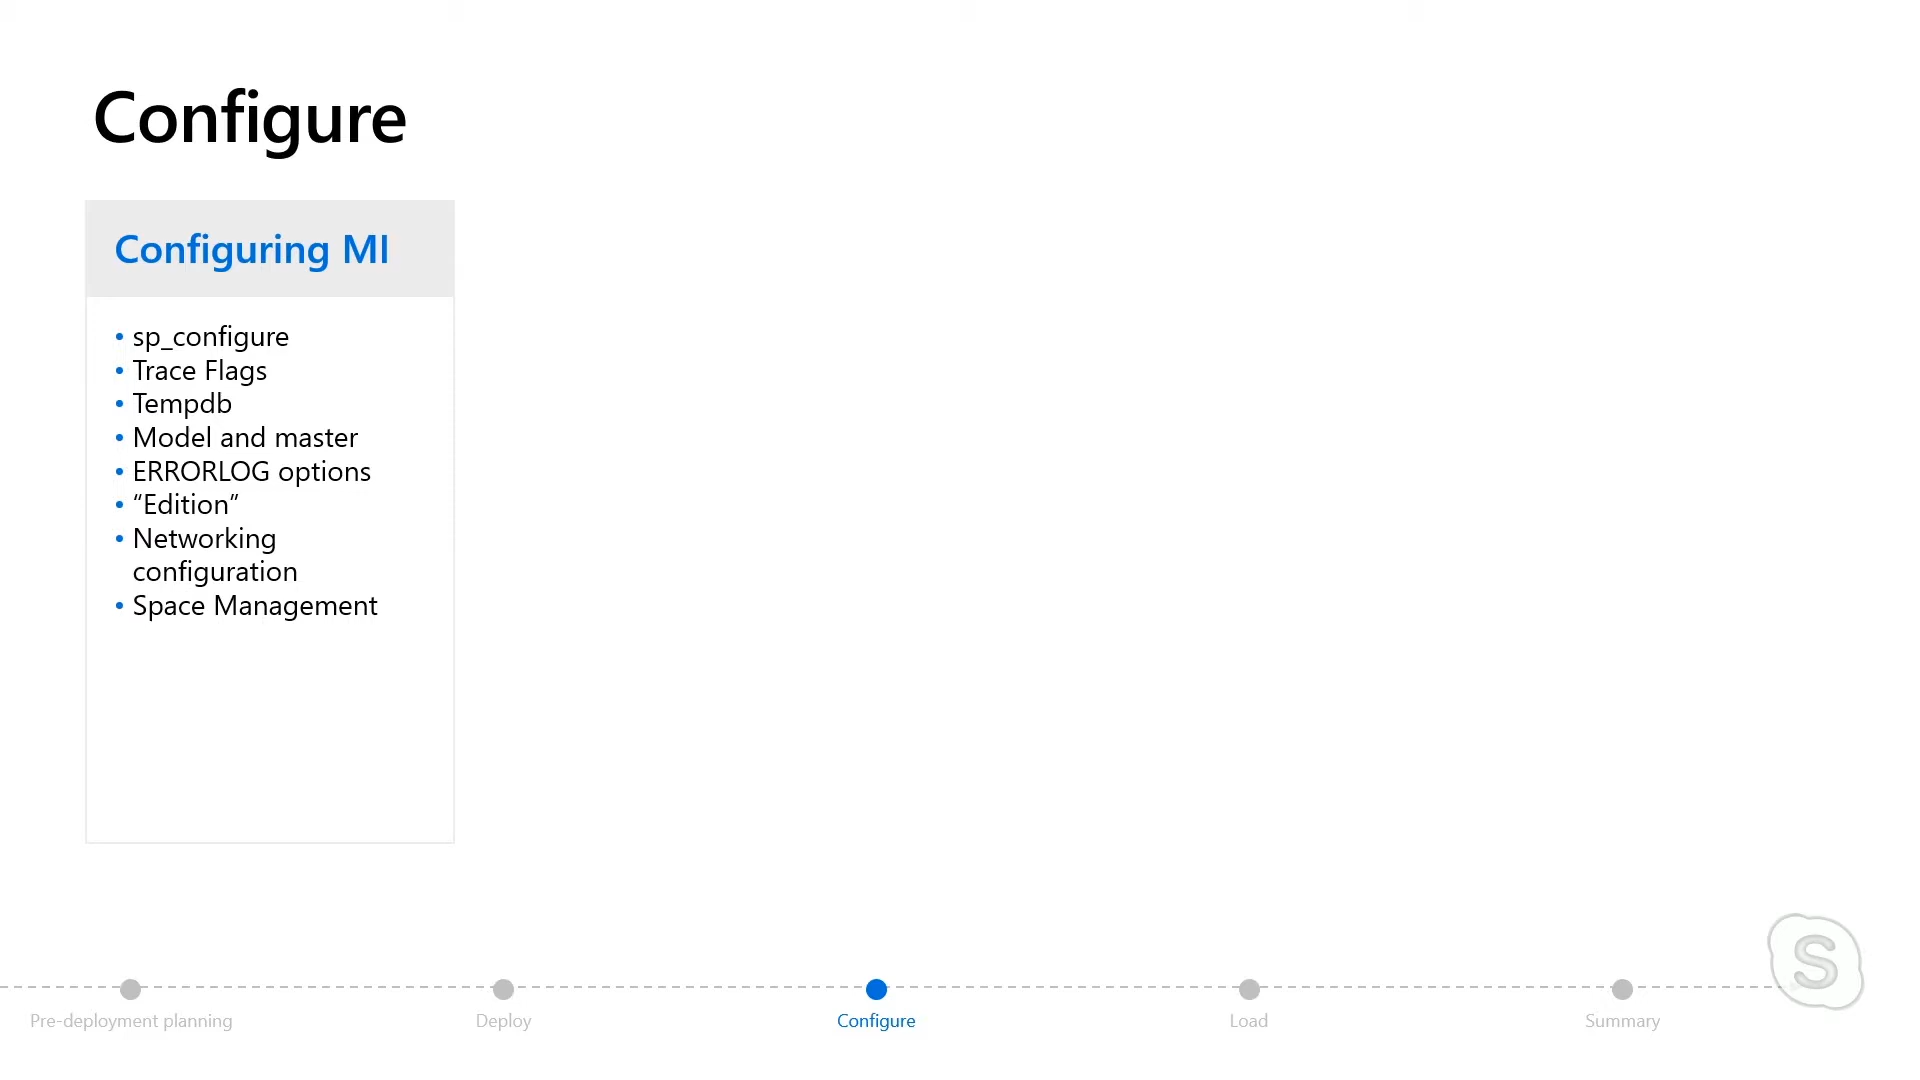 Configure
Configuring MI
• sp_configure
• Trace Flags
• Tempdb
• Model and master
• ERRORLOG options
• “Edition”
• Networking
configuration
• Space Management
S
Pre-deployment planning
Deploy
Configure
Load
Summary